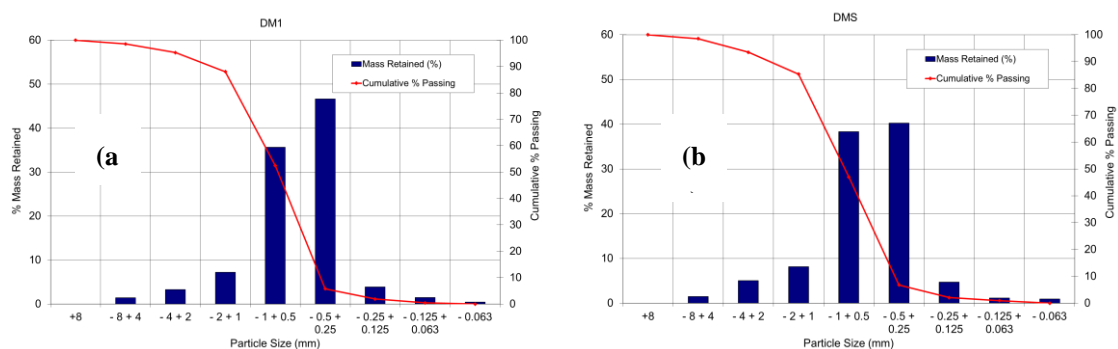 DM1
60
50
40
30
20
10
0
% Mass Retained
100
90
80
70
60
50
40
30
20
10
0
Cumulative % Passing
Mass Retained (%)
Cumulative % Passing
(a
+8
- 8 + 4
- 4 + 2
- 2 + 1
- 1 + 0.5
- 0.5 +
0.25
- 0.25 +
0.125
- 0.125 +
0.063
- 0.063
Particle Size (mm)
DMS
60
50
40
30
20
10
0
% Mass Retained
100
90
80
70
60
50
40
30
20
10
0
Cumulative % Passing
Mass Retained (%)
Cumulative % Passing
(b
+8
- 8 + 4
- 4 + 2
- 2 + 1
- 1 + 0.5
- 0.5 +
0.25
- 0.25 +
0.125
- 0.125 +
0.063
- 0.063
Particle Size (mm)